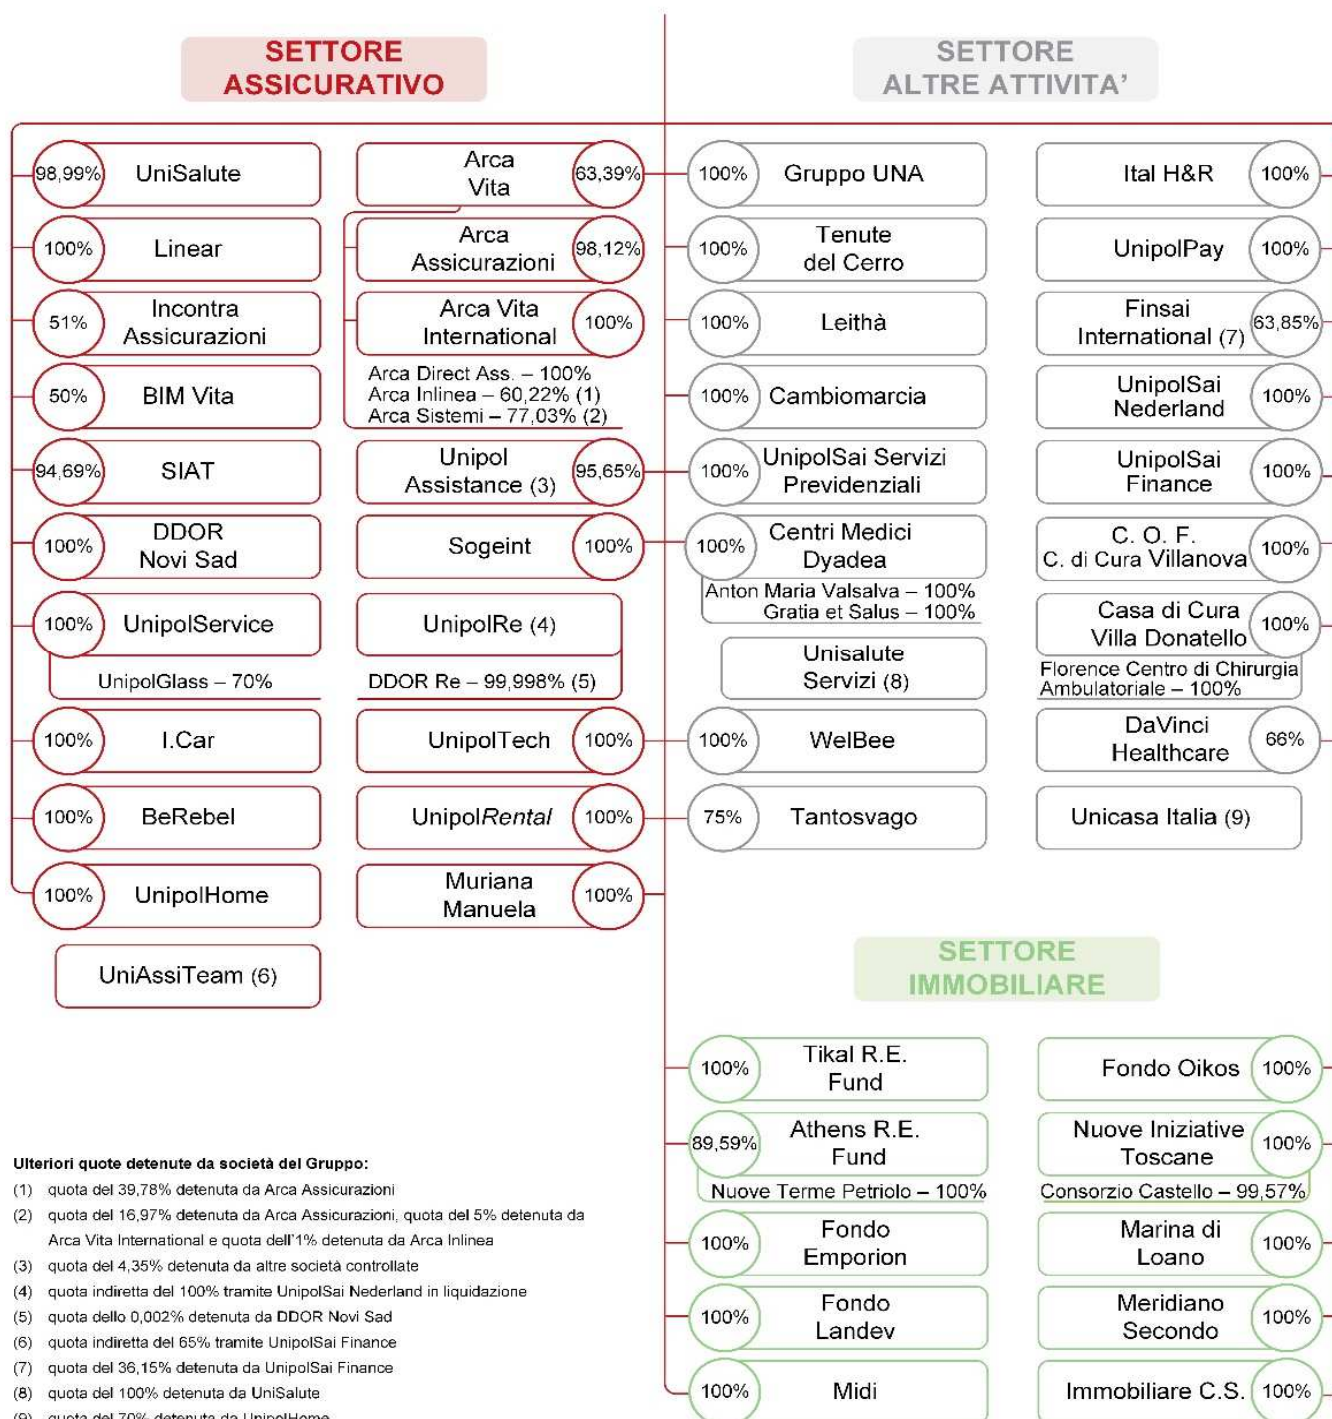 SETTORE
ASSICURATIVO
98,99%
UniSalute
Arca
Vita
63,39%
100%
Linear
Arca
Assicurazioni
98,12%
51%
Incontra
Assicurazioni
Arca Vita
International
100%
50%
BIM Vita
Arca Direct Ass. – 100%
Arca Inlinea – 60,22% (1)
Arca Sistemi – 77,03% (2)
94,69%
SIAT
Unipol
Assistance (3)
95,65%
100%
DDOR
Novi Sad
Sogeint
100%
100%
UnipolService
UnipolRe (4)
UnipolGlass – 70%
DDOR Re – 99,998% (5)
100%
I.Car
UnipolTech
100%
100%
BeRebel
UnipolRental
100%
100%
UnipolHome
Muriana
Manuela
100%
UniAssiTeam (6)
SETTORE
ALTRE ATTIVITA’
100%
Gruppo UNA
Ital H&R
100%
100%
Tenute
del Cerro
UnipolPay
100%
100%
Leithà
Finsai
International (7)
63,85%
100%
Cambiomarcia
UnipolSai
Nederland
100%
100%
UnipolSai Servizi
Previdenziali
UnipolSai
Finance
100%
100%
Centri Medici
Dyadea
C. O. F.
C. di Cura Villanova
100%
Anton Maria Valsalva – 100%
Gratia et Salus – 100%
Casa di Cura
Villa Donatello
100%
Unisalute
Servizi (8)
Florence Centro di Chirurgia
Ambulatoriale – 100%
100%
WelBee
DaVinci
Healthcare
66%
75%
Tantosvago
Unicasa Italia (9)
SETTORE
IMMOBILIARE
100%
Tikal R.E.
Fund
Fondo Oikos
100%
89,59%
Athens R.E.
Fund
Nuove Iniziative
Toscane
100%
Nuove Terme Petriolo – 100%
Consorzio Castello – 99,57%
100%
Fondo
Emporion
Marina di
Loano
100%
100%
Fondo
Landev
Meridiano
Secondo
100%
100%
Midi
Immobiliare C.S.
100%
Ulteriori quote detenute da società del Gruppo:
(1) quota del 39,78% detenuta da Arca Assicurazioni
(2) quota del 16,97% detenuta da Arca Assicurazioni, quota del 5% detenuta da
Arca Vita International e quota dell'1% detenuta da Arca Inlinea
(3) quota del 4,35% detenuta da altre società controllate
(4) quota indiretta del 100% tramite UnipolSai Nederland in liquidazione
(5) quota dello 0,002% detenuta da DDOR Novi Sad
(6) quota indiretta del 65% tramite UnipolSai Finance
(7) quota del 36,15% detenuta da UnipolSai Finance
(8) quota del 100% detenuta da UniSalute
(9) quota del 70% detenuta da UnipolHome